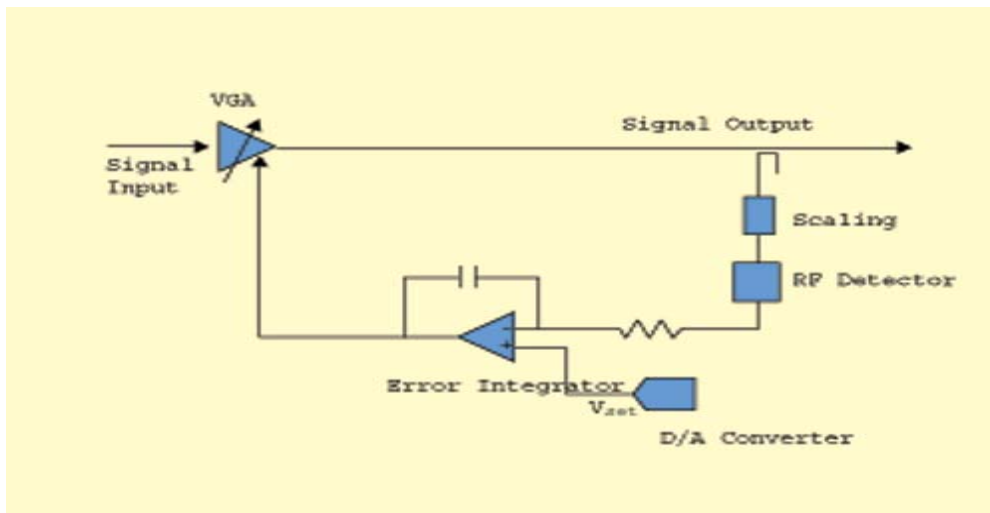 VGA
Signal Output
Signal
Input
Scaling
RF Detector
-
+
Error Integrator
Vset
D/A Converter